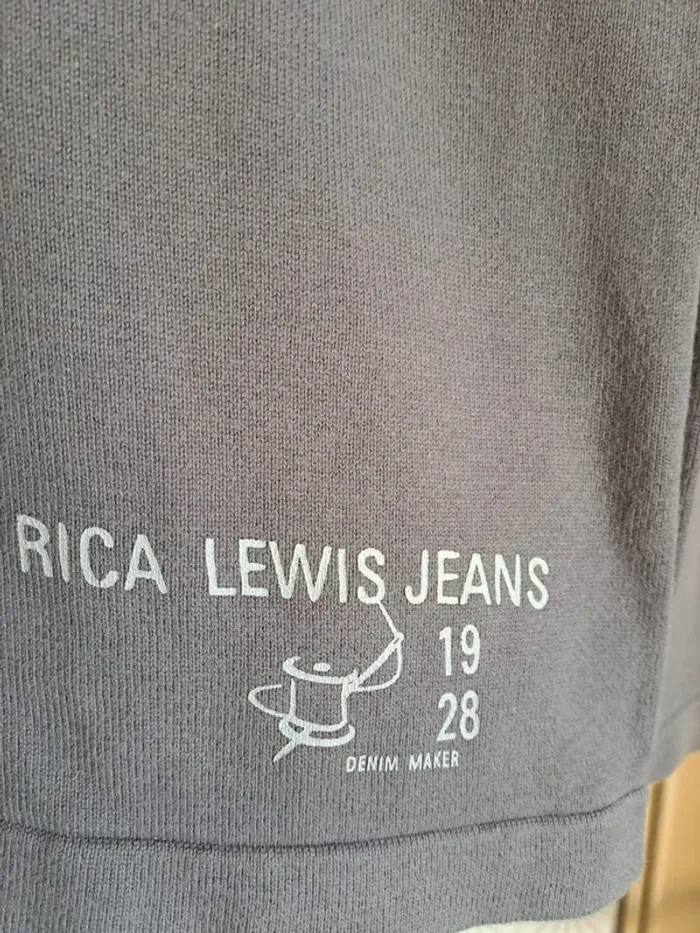 RICA LEWIS JEANS
19
28
DENIM MAKER